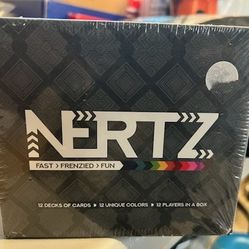 NERTZ
FAST > FRENZIED > FUN
12 DECKS OF CARDS ▶ 12 UNIQUE COLORS ▶ 12 PLAYERS IN A BOX